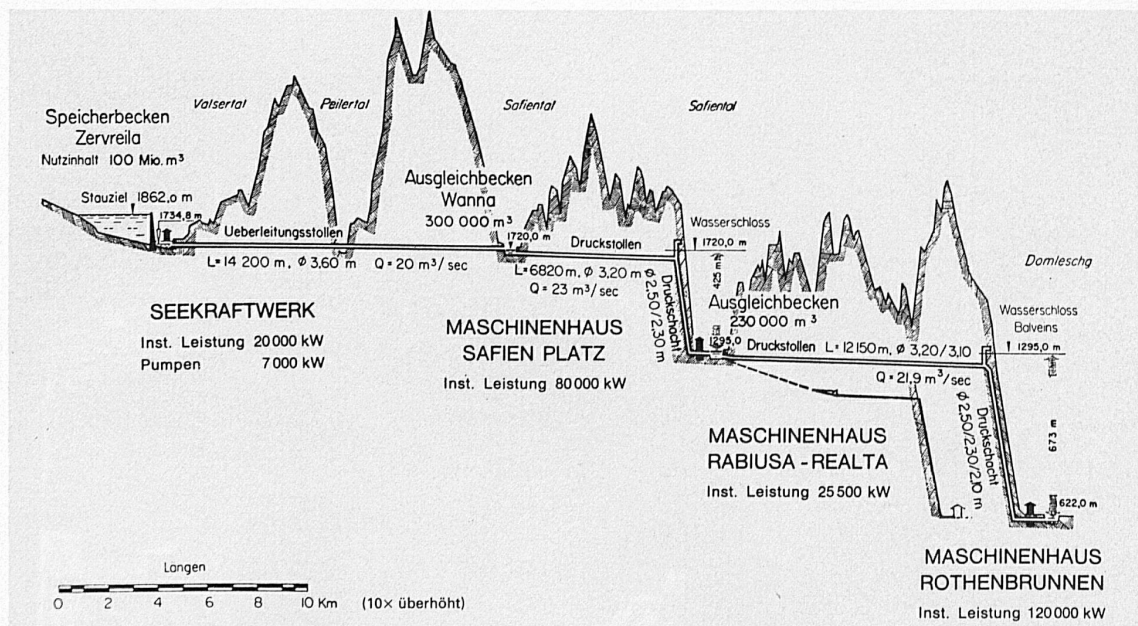 Valsertal
Peilertal
Safiental
Safiental
Speicherbecken
Zervreila
Nutzinhalt 100 Mio. m³
Stauziel 1862,0 m
1734,8 m
Ueberleitungsstollen
L=14 200 m, ø 3,60 m Q = 20 m³/sec
Ausgleichbecken
Wanna
300 000 m³
1720,0 m
Druckstollen
L=6820 m, ø 3,20 m
Q = 23 m³/sec
Wasserschloss
1720,0 m
425 m
Druckschacht
ø 2,50/2,30 m
Domleschg
Ausgleichbecken
230 000 m³
1295,0
Druckstollen L=12 150 m, ø 3,20/3,10
Q = 21,9 m³/sec
Wasserschloss
Balveins
1295,0 m
Druckschacht
ø 2,50/2,30/2,10 m
673 m
622,0 m
SEEKRAFTWERK
Inst. Leistung 20 000 kW
Pumpen 7 000 kW
MASCHINENHAUS
SAFIEN PLATZ
Inst. Leistung 80 000 kW
MASCHINENHAUS
RABIUSA - REALTA
Inst. Leistung 25 500 kW
MASCHINENHAUS
ROTHENBRUNNEN
Inst. Leistung 120 000 kW
Langen
0 2 4 6 8 10 Km (10x überhöht)